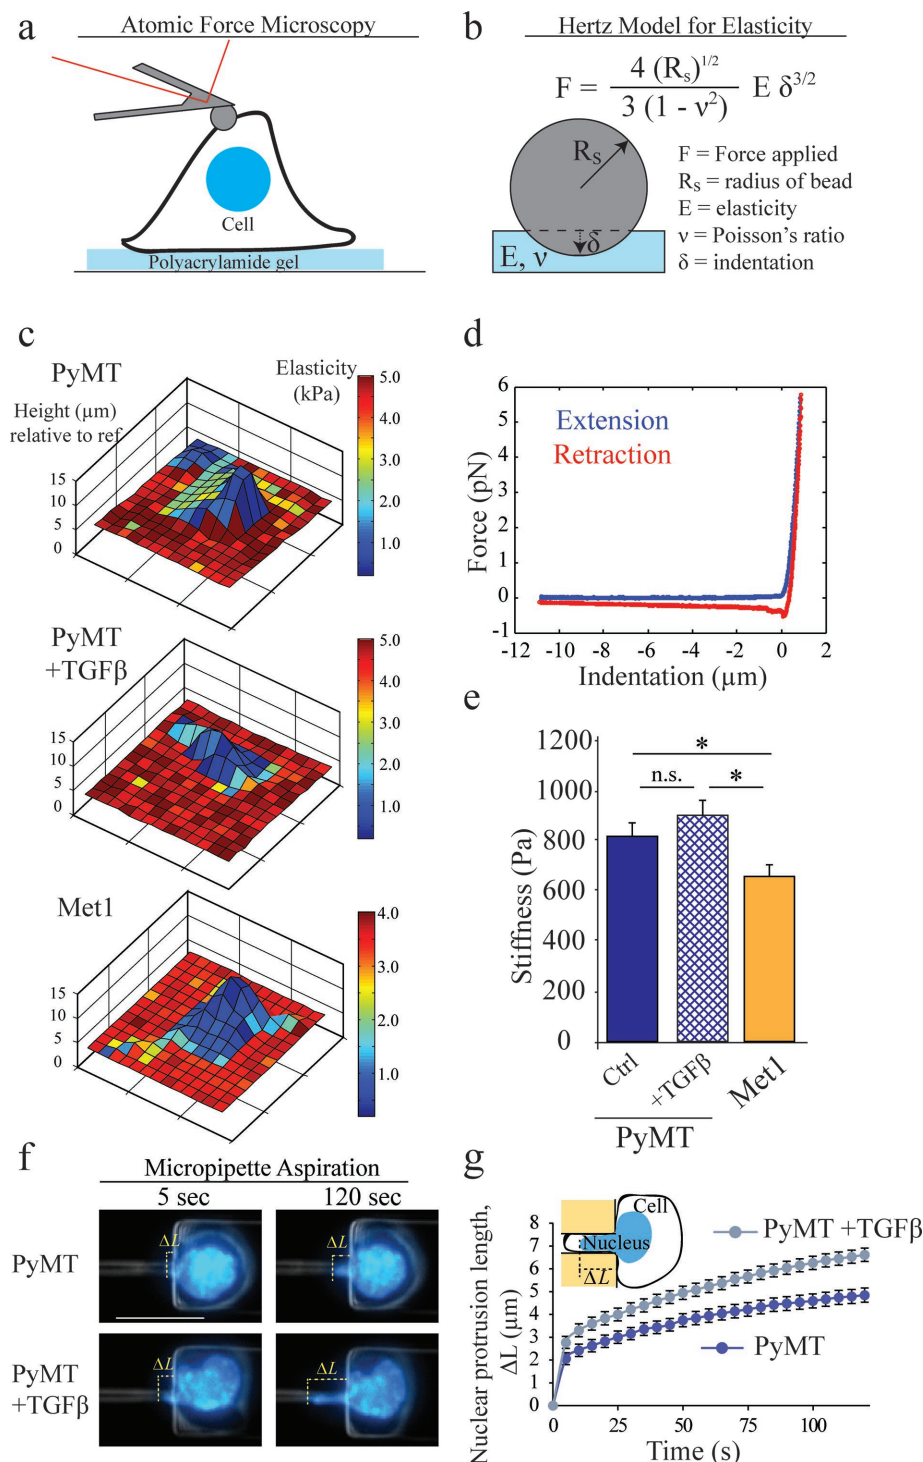 a
Atomic Force Microscopy
Cell
Polyacrylamide gel
b
Hertz Model for Elasticity
F = 4 (Rs)^1/2 / 3 (1 - ν²) E δ^3/2
Rs
δ
E, ν
F = Force applied
Rs = radius of bead
E = elasticity
ν = Poisson's ratio
δ = indentation
c
PyMT
Height (µm)
relative to ref
Elasticity
(kPa)
15
10
5
0
5.0
4.0
3.0
2.0
1.0
PyMT
+TGFβ
15
10
5
0
5.0
4.0
3.0
2.0
1.0
Met1
15
10
5
0
4.0
3.0
2.0
1.0
d
Extension
Retraction
Force (pN)
6
5
4
3
2
1
0
-1
-12 -10 -8 -6 -4 -2 0 2
Indentation (µm)
e
Stiffness (Pa)
1200
1000
800
600
400
200
0
*
n.s. *
Ctrl
+TGFβ
Met1
PyMT
f
Micropipette Aspiration
5 sec 120 sec
PyMT
ΔL ΔL
PyMT
+TGFβ
ΔL ΔL
g
Nuclear protrusion length,
ΔL (µm)
8
7
6
5
4
3
2
1
0
Cell
Nucleus
ΔL
PyMT +TGFβ
PyMT
0 25 50 75 100
Time (s)